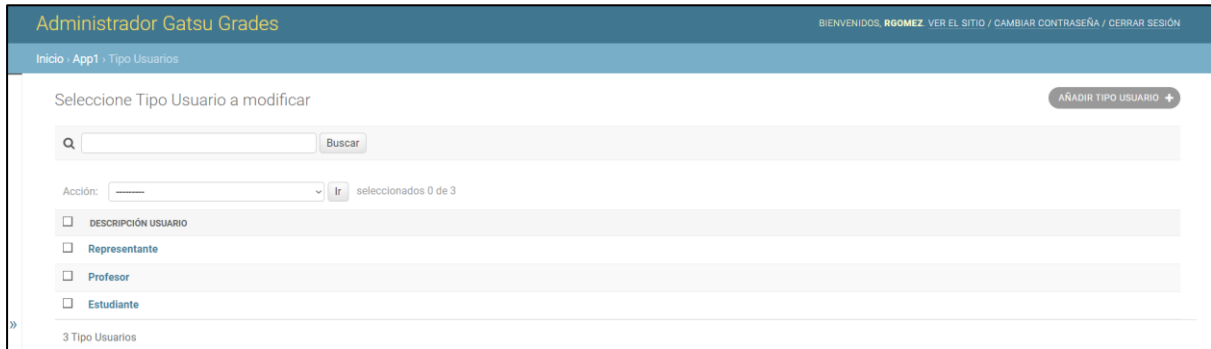 Administrador Gatsu Grades
BIENVENIDOS, RGOMEZ. VER EL SITIO / CAMBIAR CONTRASEÑA / CERRAR SESIÓN
Inicio › App1 › Tipo Usuarios
Seleccione Tipo Usuario a modificar
AÑADIR TIPO USUARIO +
Buscar
Acción: --------- Ir seleccionados 0 de 3
DESCRIPCIÓN USUARIO
Representante
Profesor
Estudiante
»
3 Tipo Usuarios